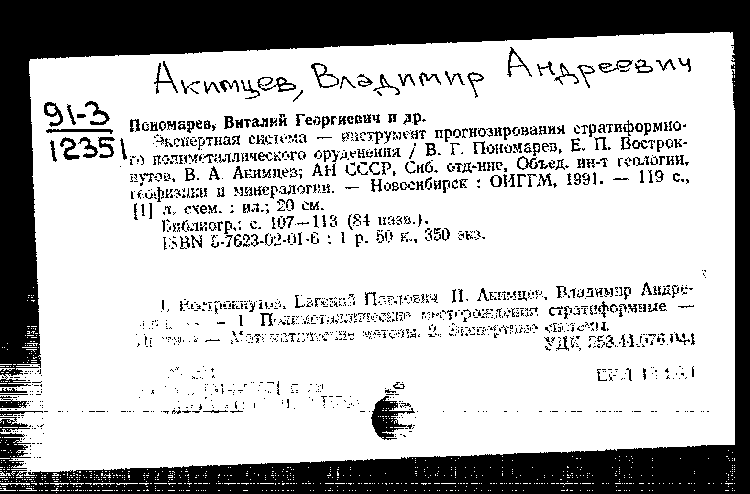 Акимцев, Владимир Андреевич
91-3
12351
Пономарев, Виталий Георгиевич и др.
Экспертная система — инструмент прогнозирования стратиформно-
го полиметаллического оруденения / В. Г. Пономарев, Е. П. Вострок-
нутов, В. А. Акимцев; АН СССР, Сиб. отд-ние, Объед. ин-т геологии,
геофизики и минералогии. — Новосибирск : ОИГГМ, 1991. — 119 с.,
[1] л. схем. : ил.; 20 см.
Библиогр.: с. 107—113 (84 назв.).
ISBN 5-7623-02-01-6 : 1 р. 50 к., 350 экз.
I. Вострокнутов, Евгений Павлович II. Акимцев, Владимир Андре-
1. Полиметаллические месторождения стратиформные —
— Математические методы. 2. Экспертные системы.
УДК 553.44.076.044